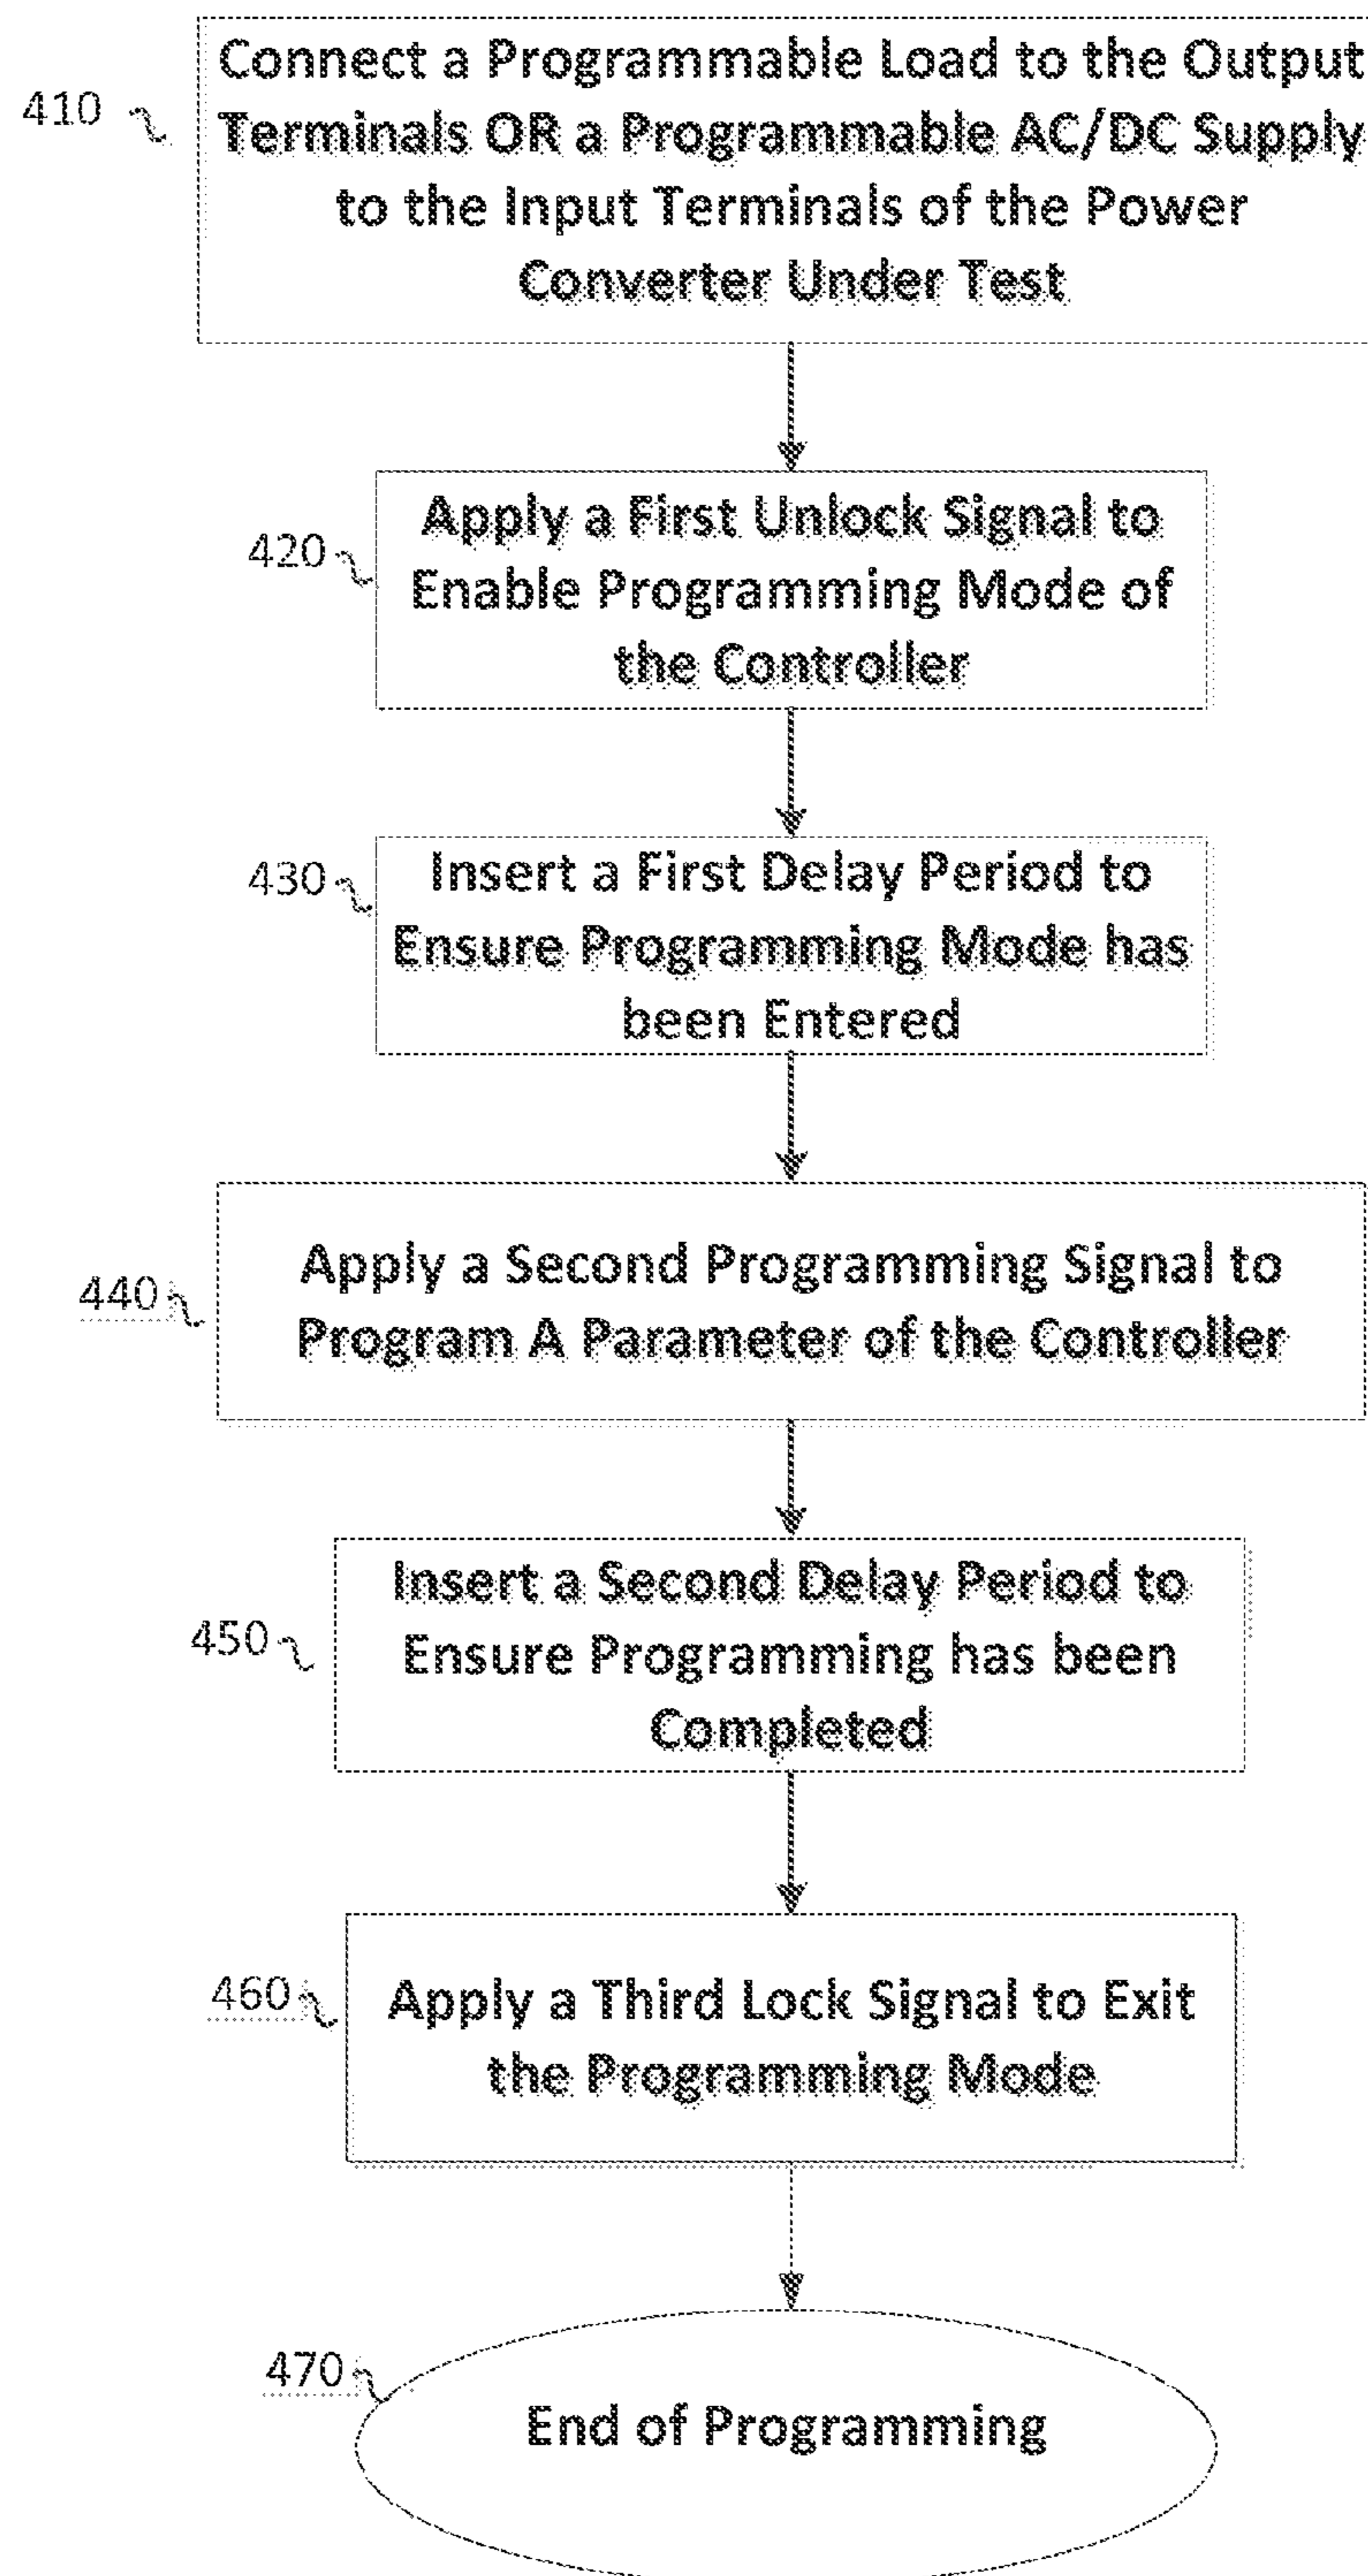 410
Connect a Programmable Load to the Output
Terminals OR a Programmable AC/DC Supply
to the Input Terminals of the Power
Converter Under Test
420
Apply a First Unlock Signal to
Enable Programming Mode of
the Controller
430
Insert a First Delay Period to
Ensure Programming Mode has
been Entered
440
Apply a Second Programming Signal to
Program A Parameter of the Controller
450
Insert a Second Delay Period to
Ensure Programming has been
Completed
460
Apply a Third Lock Signal to Exit
the Programming Mode
470
End of Programming